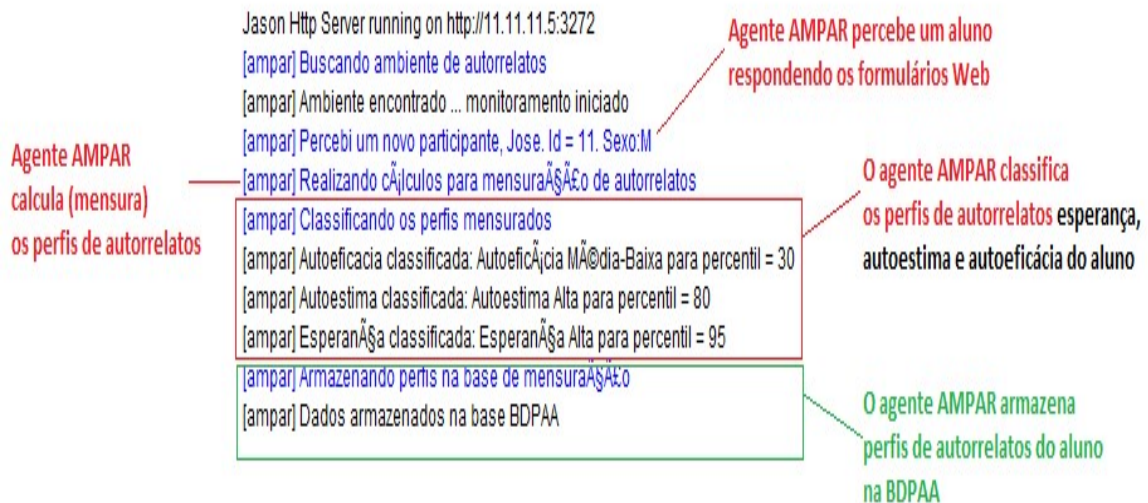 Jason Http Server running on http://11.11.11.5:3272
[ampar] Buscando ambiente de autorrelatos
[ampar] Ambiente encontrado ... monitoramento iniciado
[ampar] Percebi um novo participante, Jose. Id = 11. Sexo:M
[ampar] Realizando cÃ¡lculos para mensuraÃ§Ã£o de autorrelatos
[ampar] Classificando os perfis mensurados
[ampar] Autoeficacia classificada: AutoeficÃ¡cia MÃ©dia-Baixa para percentil = 30
[ampar] Autoestima classificada: Autoestima Alta para percentil = 80
[ampar] EsperanÃ§a classificada: EsperanÃ§a Alta para percentil = 95
[ampar] Armazenando perfis na base de mensuraÃ§Ã£o
[ampar] Dados armazenados na base BDPAA
Agente AMPAR
calcula (mensura)
os perfis de autorrelatos
Agente AMPAR percebe um aluno
respondendo os formulários Web
O agente AMPAR classifica
os perfis de autorrelatos esperança,
autoestima e autoeficácia do aluno
O agente AMPAR armazena
perfis de autorrelatos do aluno
na BDPAA